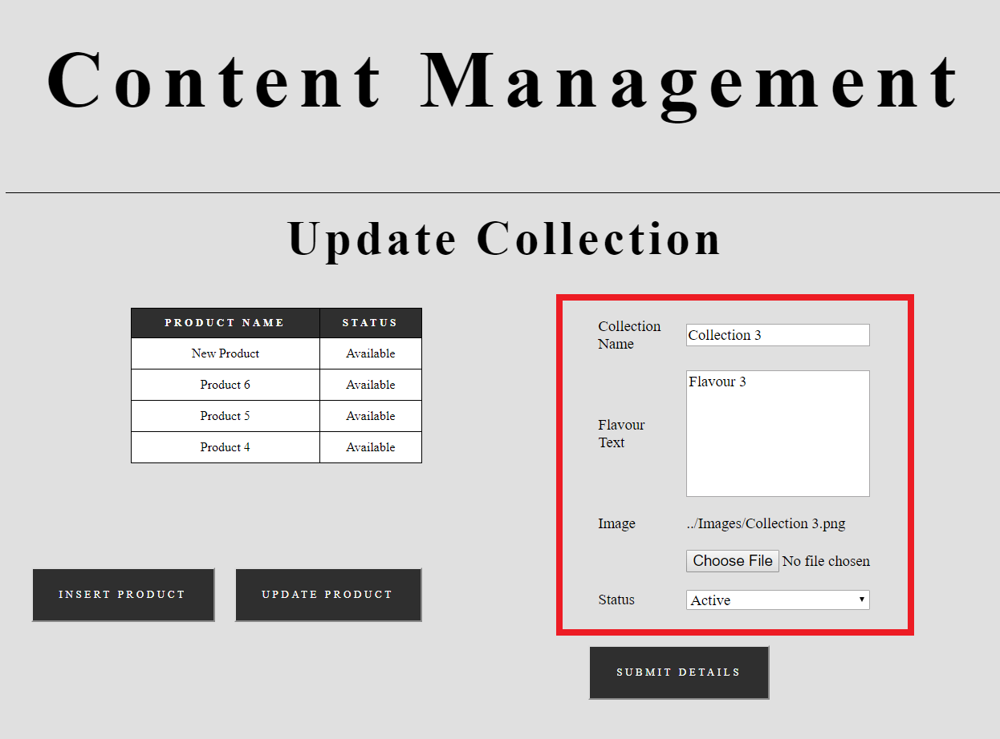 Content Management
Update Collection
PRODUCT NAME STATUS
New Product Available
Product 6 Available
Product 5 Available
Product 4 Available
INSERT PRODUCT UPDATE PRODUCT
Collection
Name
Collection 3
Flavour 3
Flavour
Text
Image ../Images/Collection 3.png
Choose File No file chosen
Status Active
SUBMIT DETAILS